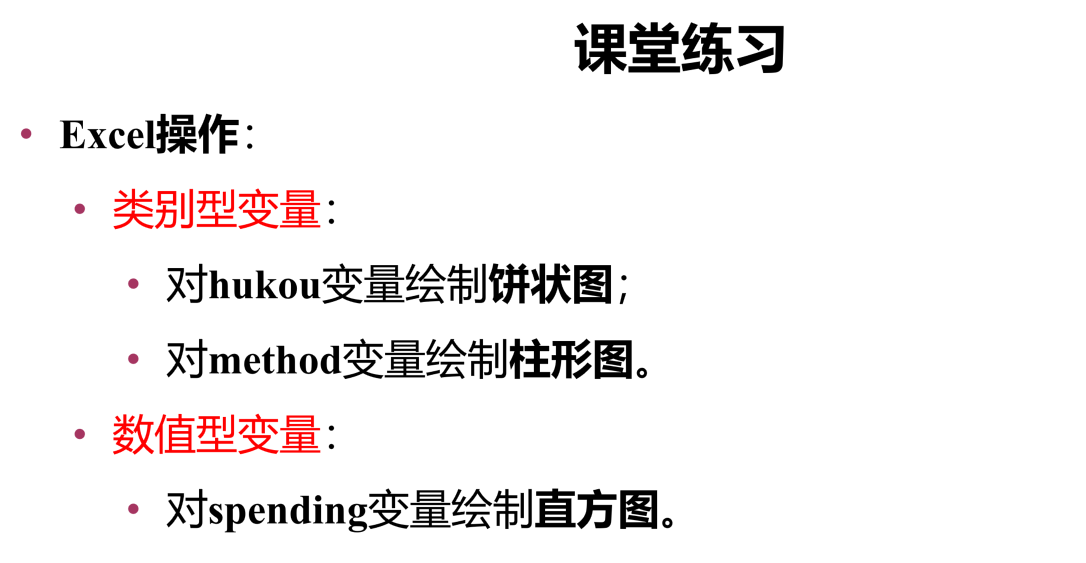 课堂练习
• Excel操作：
• 类别型变量：
• 对hukou变量绘制饼状图；
• 对method变量绘制柱形图。
• 数值型变量：
• 对spending变量绘制直方图。